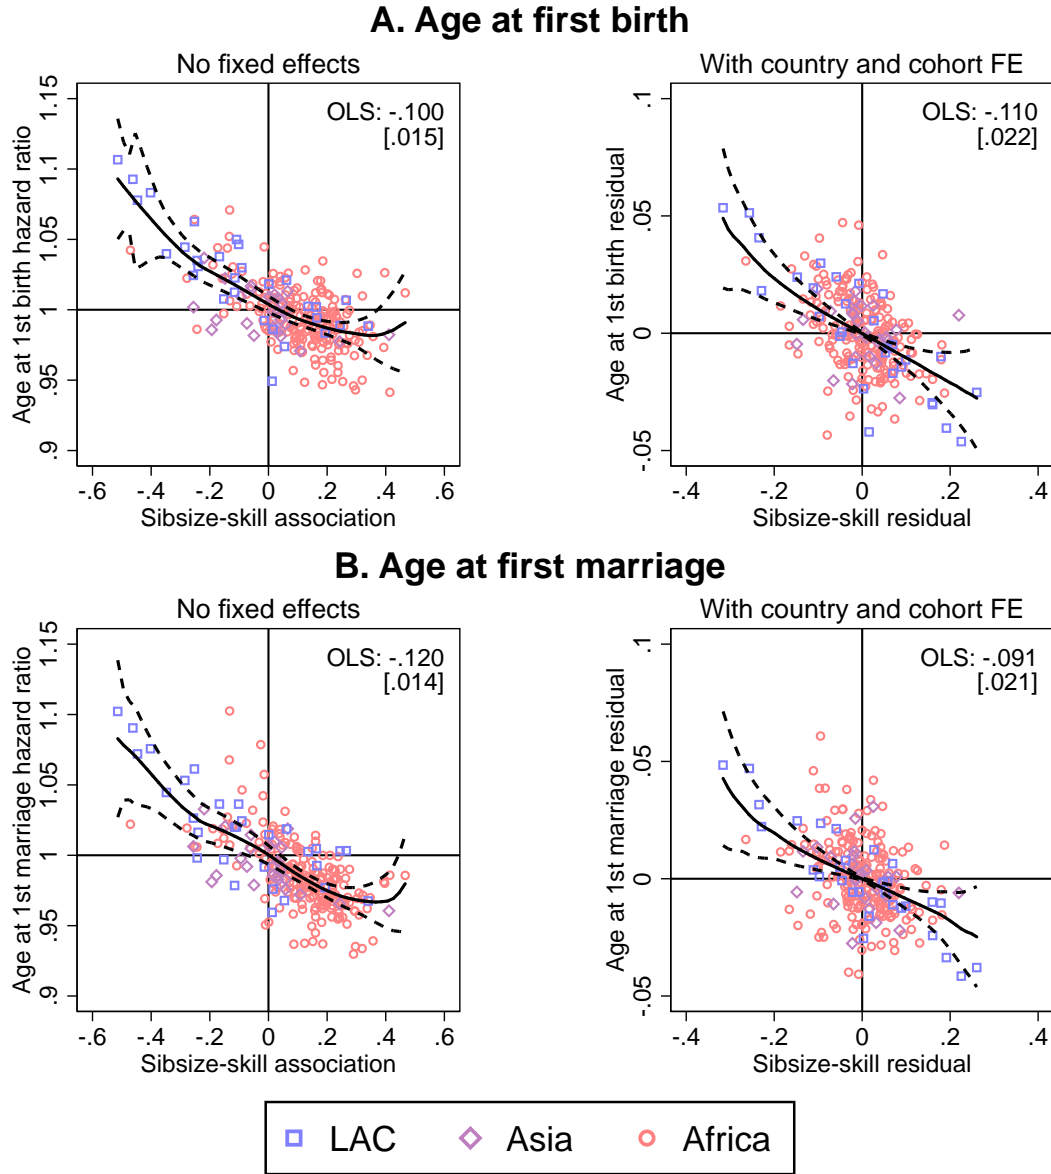 A. Age at first birth
No fixed effects
OLS: -.100
[.015]
Age at 1st birth hazard ratio
1.15
1.1
1.05
1
.95
.9
-.6 -.4 -.2 0 .2 .4 .6
Sibsize-skill association
With country and cohort FE
OLS: -.110
[.022]
Age at 1st birth residual
.1
.05
0
-.05
-.4 -.2 0 .2 .4
Sibsize-skill residual
B. Age at first marriage
No fixed effects
OLS: -.120
[.014]
Age at 1st marriage hazard ratio
1.15
1.1
1.05
1
.95
.9
-.6 -.4 -.2 0 .2 .4 .6
Sibsize-skill association
With country and cohort FE
OLS: -.091
[.021]
Age at 1st marriage residual
.1
.05
0
-.05
-.4 -.2 0 .2 .4
Sibsize-skill residual
LAC Asia Africa